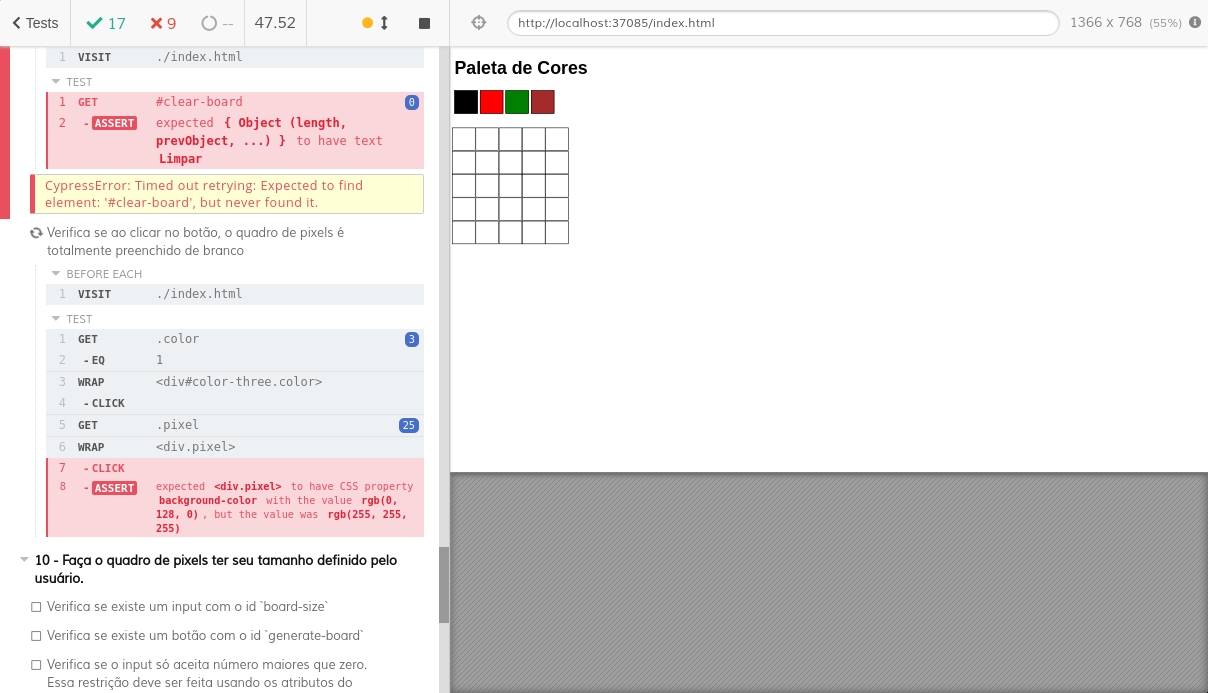 Tests 17 9 -- 47.52 http://localhost:37085/index.html 1366 x 768 (55%)
1 VISIT ./index.html
TEST
1 GET #clear-board 0
2 - ASSERT expected { Object (length,
prevObject, ...) } to have text
Limpar
CypressError: Timed out retrying: Expected to find
element: '#clear-board', but never found it.
Verifica se ao clicar no botão, o quadro de pixels é
totalmente preenchido de branco
BEFORE EACH
1 VISIT ./index.html
TEST
1 GET .color 3
2 - EQ 1
3 WRAP <div#color-three.color>
4 - CLICK
5 GET .pixel 25
6 WRAP <div.pixel>
7 - CLICK
8 - ASSERT expected <div.pixel> to have CSS property
background-color with the value rgb(0,
128, 0) , but the value was rgb(255, 255,
255)
10 - Faça o quadro de pixels ter seu tamanho definido pelo
usuário.
Verifica se existe um input com o id `board-size`
Verifica se existe um botão com o id `generate-board`
Verifica se o input só aceita número maiores que zero.
Essa restrição deve ser feita usando os atributos do
Paleta de Cores